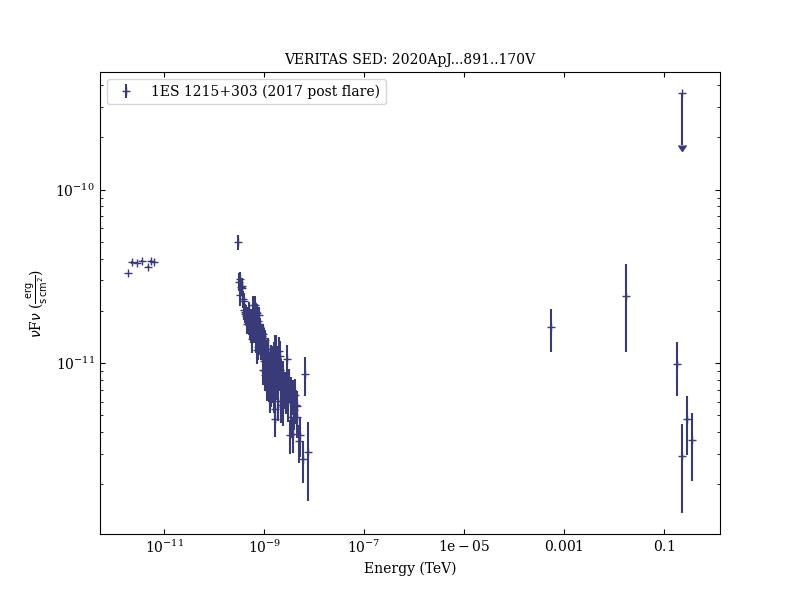 VERITAS SED: 2020ApJ...891..170V
1ES 1215+303 (2017 post flare)
νFν (erg / s cm²)
10⁻¹⁰
10⁻¹¹
10⁻¹¹ 10⁻⁹ 10⁻⁷ 1e−05 0.001 0.1
Energy (TeV)